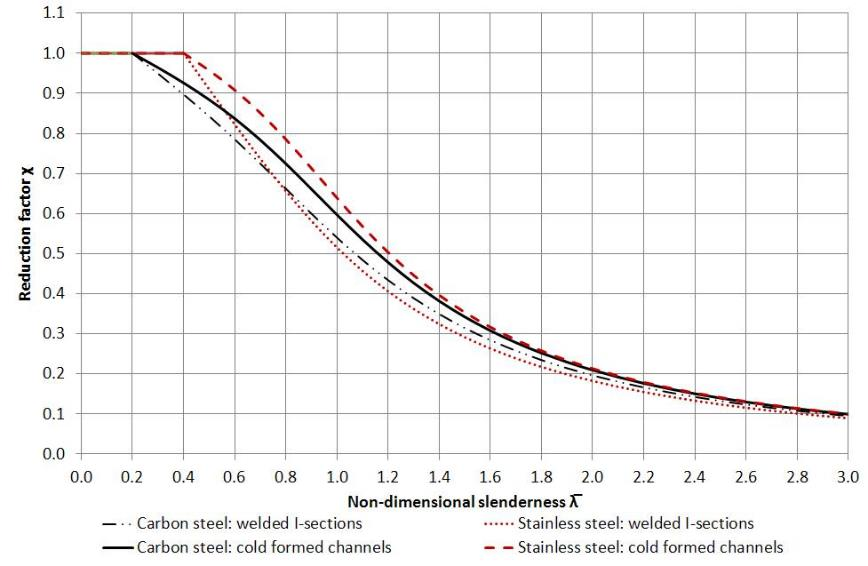 1.1
1.0
0.9
0.8
0.7
0.6
0.5
0.4
0.3
0.2
0.1
0.0
Reduction factor χ
0.0 0.2 0.4 0.6 0.8 1.0 1.2 1.4 1.6 1.8 2.0 2.2 2.4 2.6 2.8 3.0
Non-dimensional slenderness λ̅
Carbon steel: welded I-sections
Stainless steel: welded I-sections
Carbon steel: cold formed channels
Stainless steel: cold formed channels